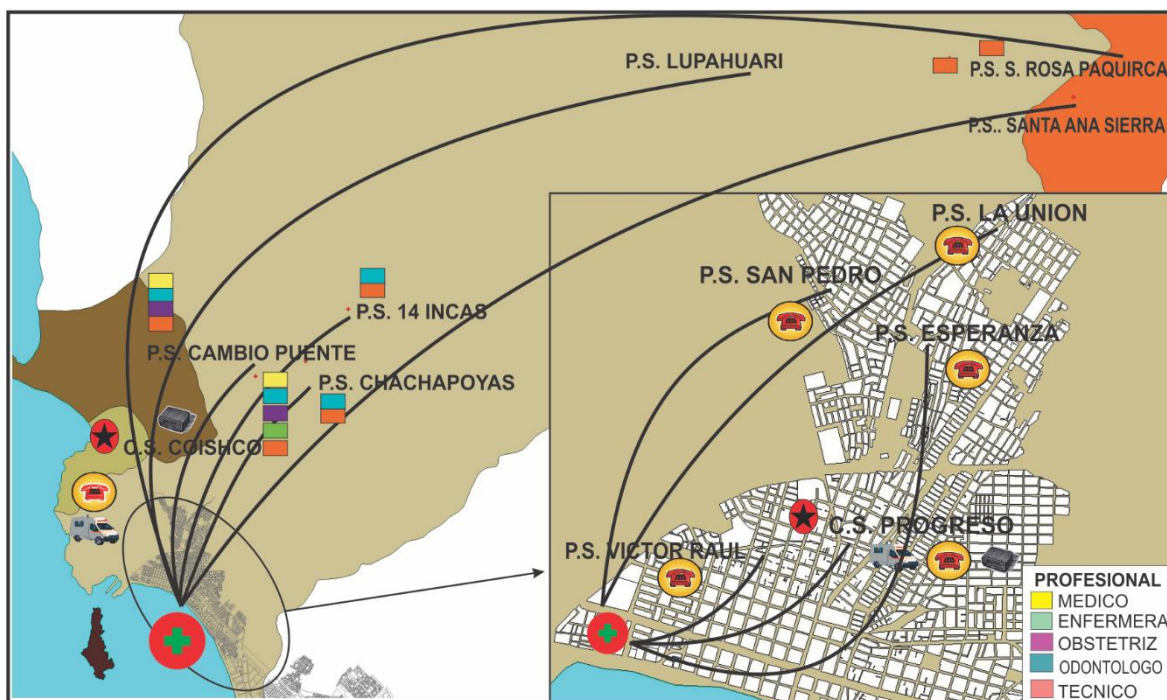 P.S. LUPAHUARI
P.S. S. ROSA PAQUIRCA
P.S.. SANTA ANA SIERRA
P.S. 14 INCAS
P.S. CAMBIO PUENTE
P.S. CHACHAPOYAS
C.S. COISHCO
P.S. LA UNION
P.S. SAN PEDRO
P.S. ESPERANZA
C.S. PROGRESO
P.S. VICTOR RAUL
PROFESIONAL
MEDICO
ENFERMERA
OBSTETRIZ
ODONTOLOGO
TECNICO